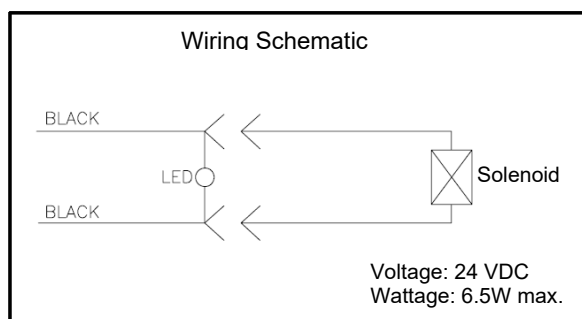 Wiring Schematic
BLACK
LED
Solenoid
BLACK
Voltage: 24 VDC
Wattage: 6.5W max.